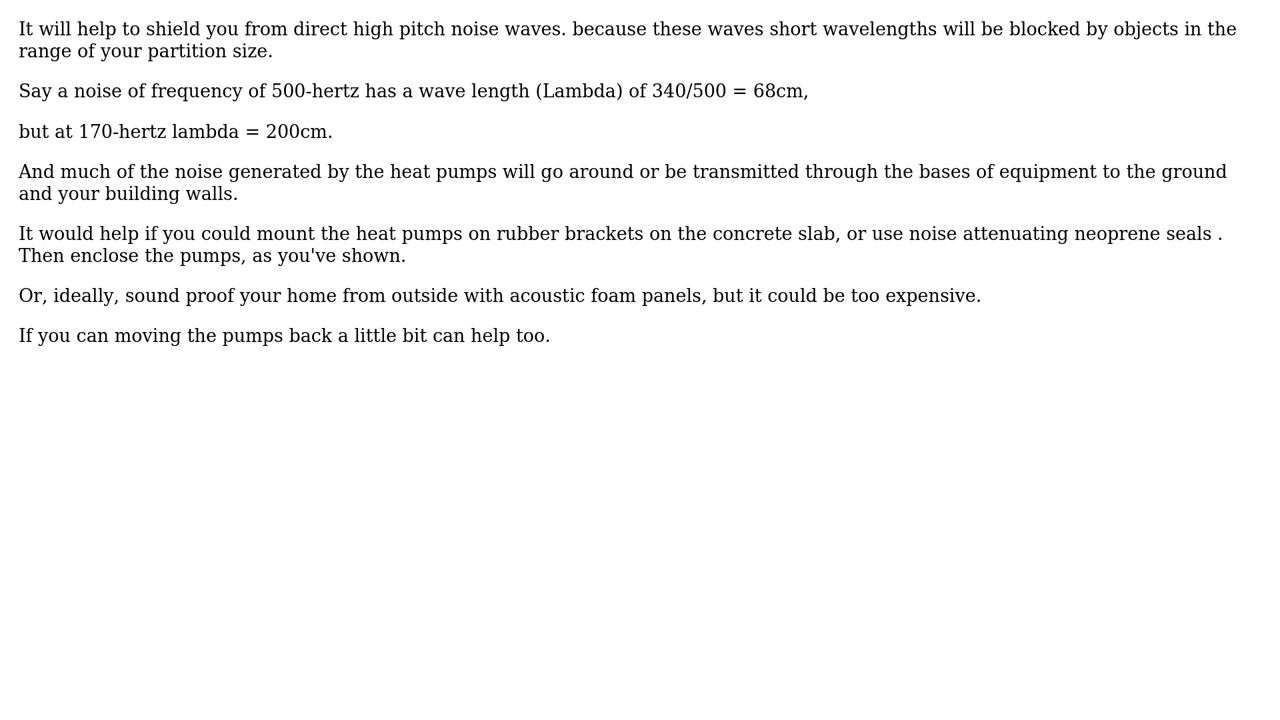 It will help to shield you from direct high pitch noise waves. because these waves short wavelengths will be blocked by objects in the
range of your partition size.
Say a noise of frequency of 500-hertz has a wave length (Lambda) of 340/500 = 68cm,
but at 170-hertz lambda = 200cm.
And much of the noise generated by the heat pumps will go around or be transmitted through the bases of equipment to the ground
and your building walls.
It would help if you could mount the heat pumps on rubber brackets on the concrete slab, or use noise attenuating neoprene seals .
Then enclose the pumps, as you've shown.
Or, ideally, sound proof your home from outside with acoustic foam panels, but it could be too expensive.
If you can moving the pumps back a little bit can help too.